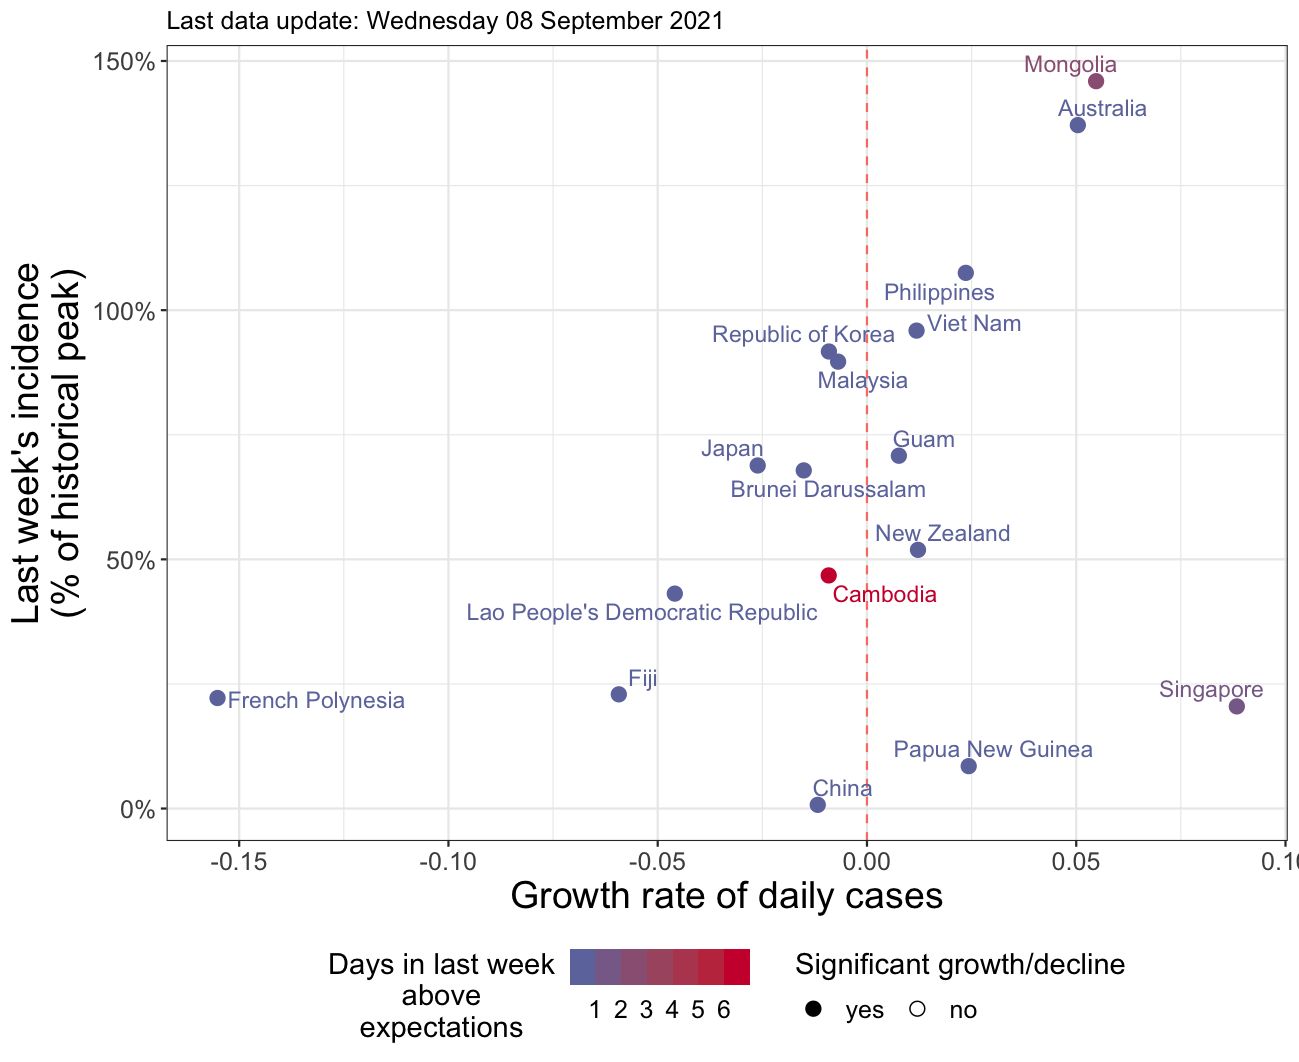 Last data update: Wednesday 08 September 2021
150%
100%
50%
0%
Last week's incidence
(% of historical peak)
Mongolia
Australia
Philippines
Viet Nam
Republic of Korea
Malaysia
Guam
Japan
Brunei Darussalam
New Zealand
Cambodia
Lao People's Democratic Republic
Fiji
French Polynesia
Singapore
Papua New Guinea
China
-0.15 -0.10 -0.05 0.00 0.05 0.10
Growth rate of daily cases
Days in last week
above
expectations
1 2 3 4 5 6
Significant growth/decline
yes no